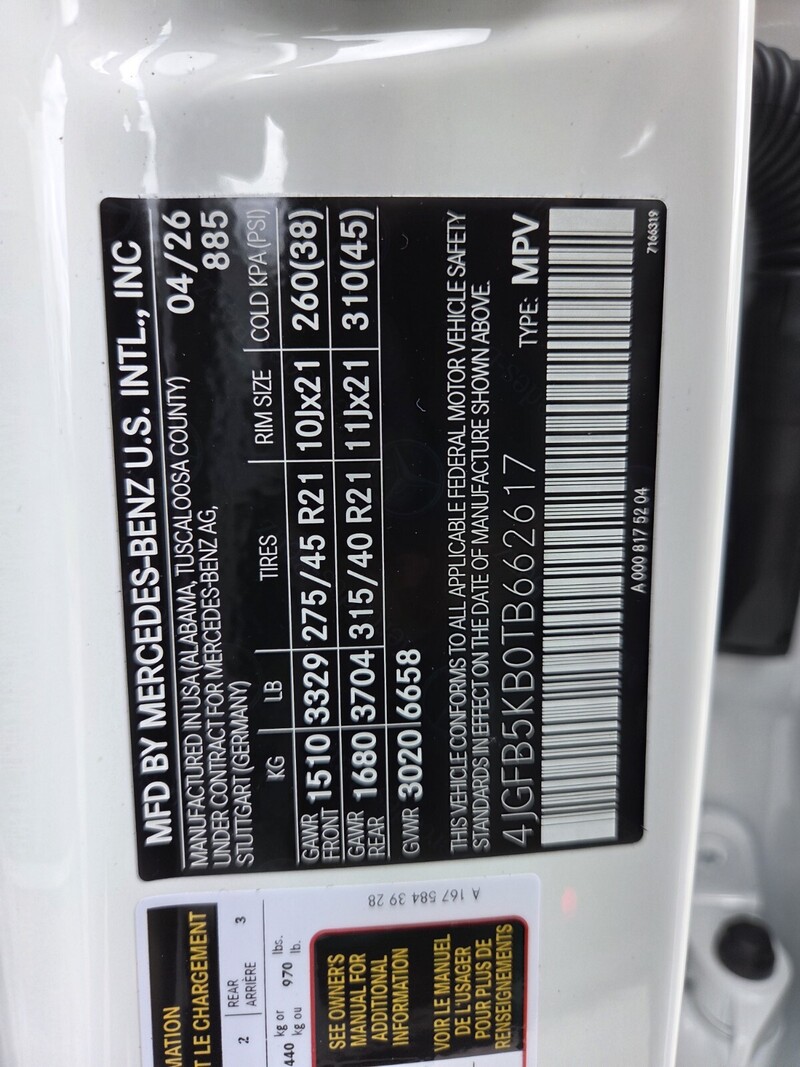 MFD BY MERCEDES-BENZ U.S. INTL., INC
MANUFACTURED IN USA (ALABAMA, TUSCALOOSA COUNTY) 04/26
UNDER CONTRACT FOR MERCEDES-BENZ AG, 885
STUTTGART (GERMANY)
KG LB TIRES RIM SIZE COLD KPA (PSI)
GAWR FRONT 1510 3329 275/45 R21 10Jx21 260(38)
GAWR REAR 1680 3704 315/40 R21 11Jx21 310(45)
GVWR 3020 6658
THIS VEHICLE CONFORMS TO ALL APPLICABLE FEDERAL MOTOR VEHICLE SAFETY
STANDARDS IN EFFECT ON THE DATE OF MANUFACTURE SHOWN ABOVE.
4JGFB5KB0TB662617 TYPE: MPV
A 000 817 52 04
7166319
MATION
T LE CHARGEMENT
2 REAR ARRIÈRE 3
440 kg or kg ou 970 lbs. lb.
SEE OWNER'S
MANUAL FOR
ADDITIONAL
INFORMATION
VOIR LE MANUEL
DE L'USAGER
POUR PLUS DE
RENSEIGNEMENTS
A 167 584 39 28